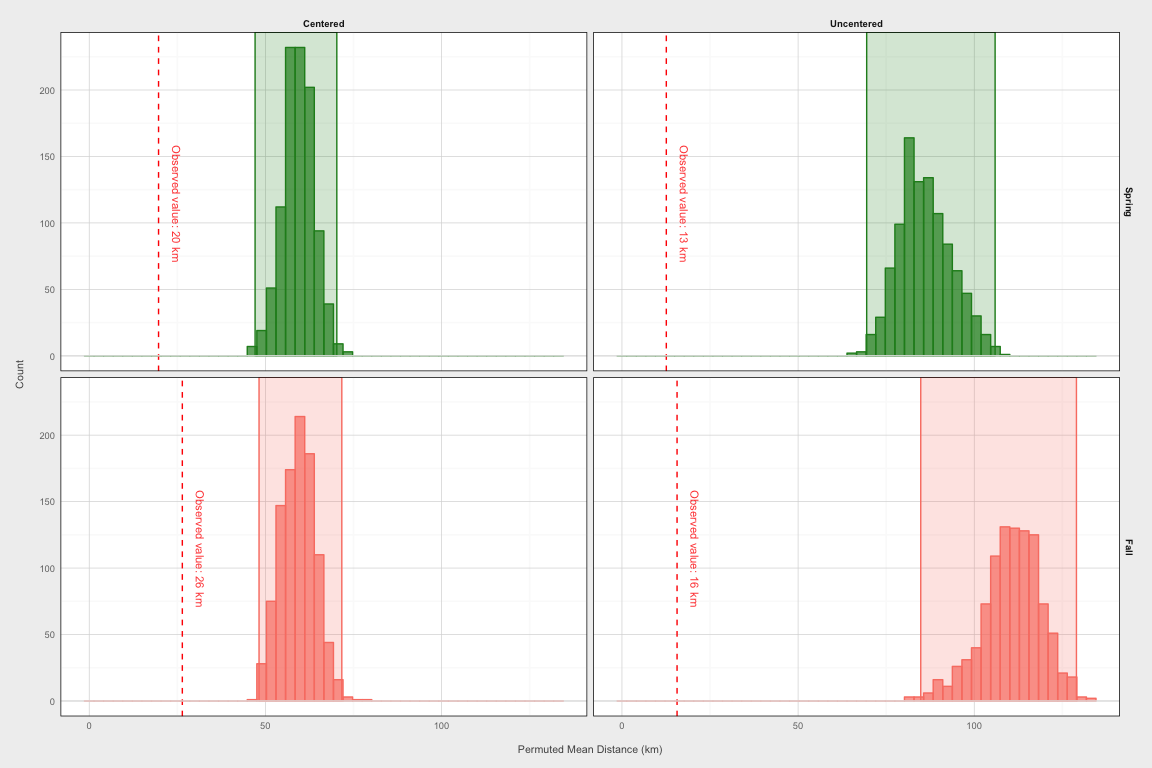 Centered
Uncentered
200
150
100
50
0
Observed value: 20 km
Observed value: 13 km
Spring
Count
200
150
100
50
0
Observed value: 26 km
Observed value: 16 km
Fall
0
50
100
0
50
100
Permuted Mean Distance (km)